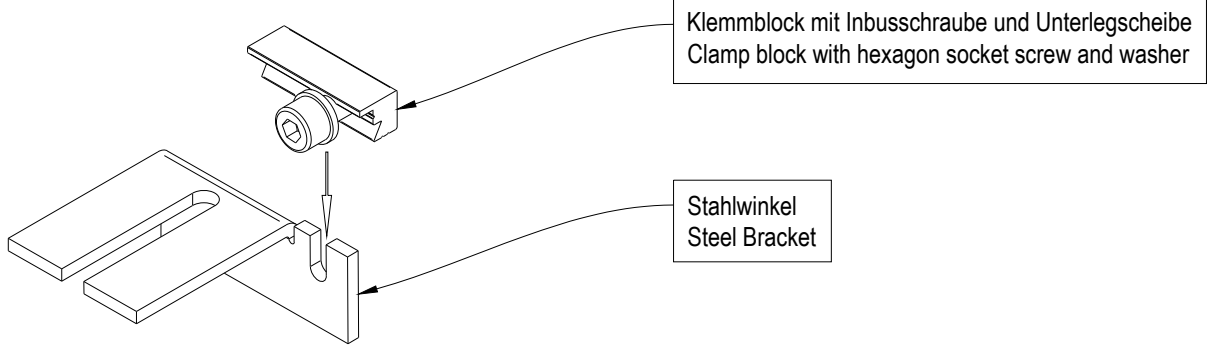 Klemmblock mit Inbusschraube und Unterlegscheibe
Clamp block with hexagon socket screw and washer
Stahlwinkel
Steel Bracket